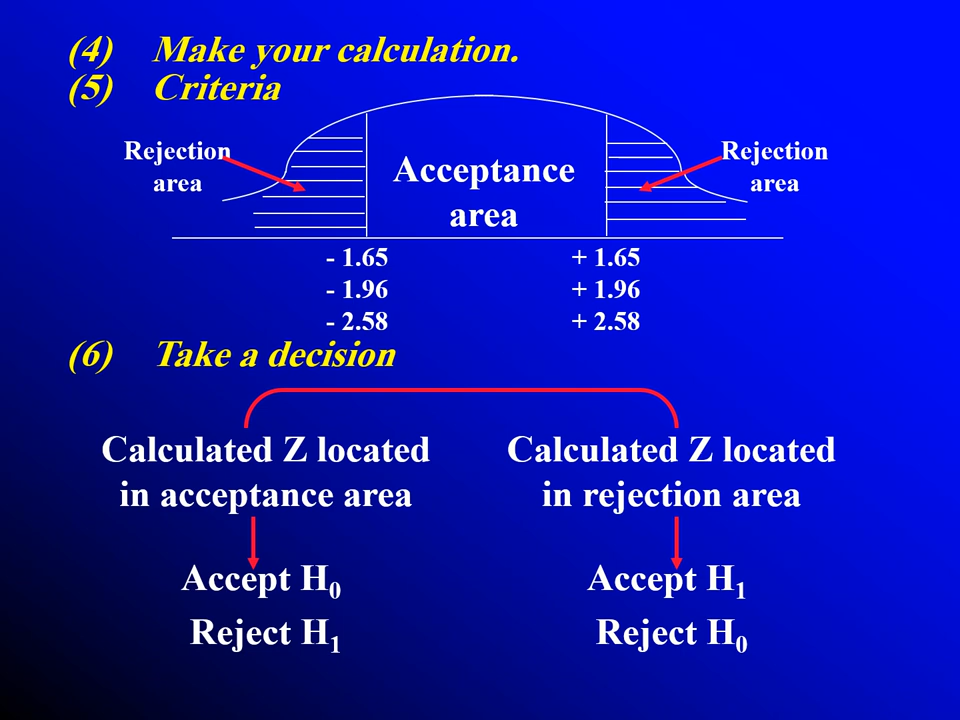 (4) Make your calculation.
(5) Criteria
Rejection
area
Acceptance
area
Rejection
area
- 1.65
- 1.96
- 2.58
+ 1.65
+ 1.96
+ 2.58
(6) Take a decision
Calculated Z located
in acceptance area
Accept H₀
Reject H₁
Calculated Z located
in rejection area
Accept H₁
Reject H₀